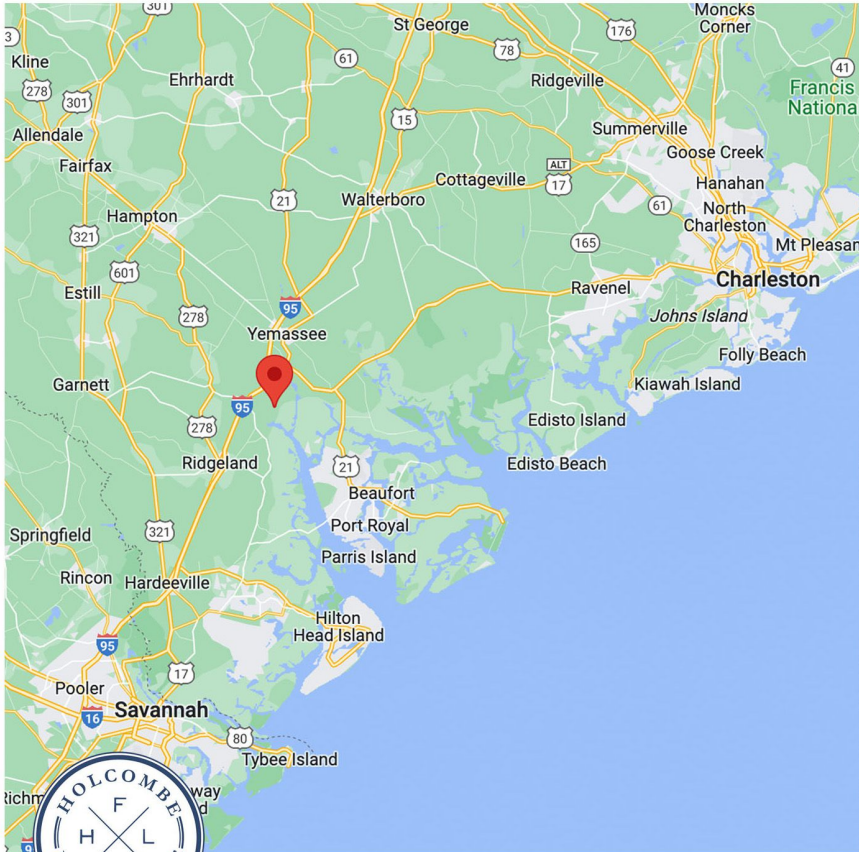 301
Moncks
Corner
St George
3
176
78
Kline
61
41
Ehrhardt
Ridgeville
278
301
Francis
Nationa
15
Allendale
Summerville
Goose Creek
Fairfax
ALT
17
Cottageville
Hanahan
21
Walterboro
61
North
Charleston
Hampton
321
165
Mt Pleasan
601
Charleston
Estill
Ravenel
95
278
Johns Island
Yemassee
Folly Beach
Garnett
Kiawah Island
95
278
Edisto Island
Ridgeland
21
Edisto Beach
Beaufort
321
Port Royal
Springfield
Parris Island
Rincon
Hardeeville
Hilton
Head Island
95
17
Pooler
16
Savannah
80
Tybee Island
Richm
way
d
HOLCOMBE
F
H
L
9